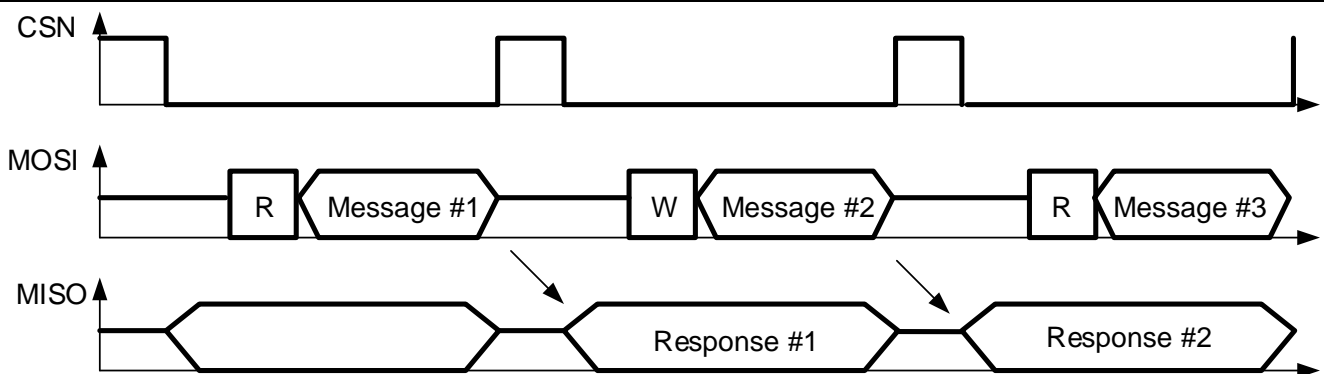 CSN
MOSI
R Message #1 W Message #2 R Message #3
MISO
Response #1 Response #2